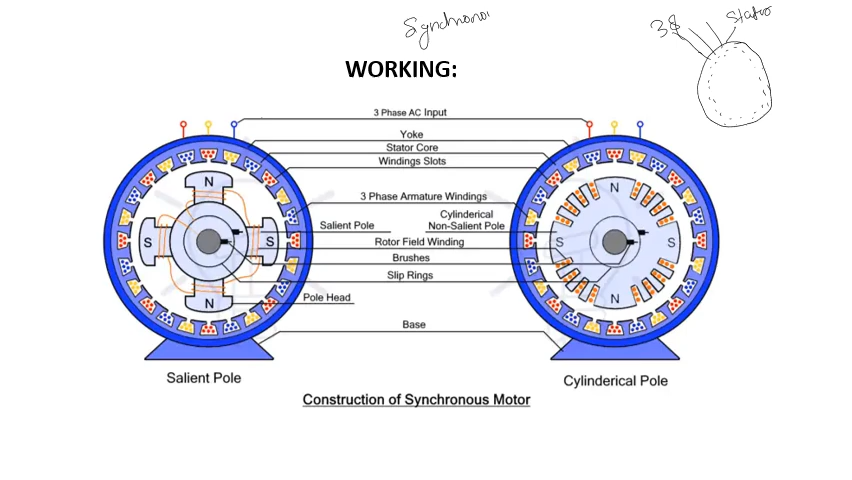 Synchrono
3ϕ
Stator
WORKING:
3 Phase AC Input
Yoke
Stator Core
Windings Slots
3 Phase Armature Windings
Salient Pole
Cylinderical
Non-Salient Pole
Rotor Field Winding
Brushes
Slip Rings
Pole Head
Base
N
S
S
N
N
S
S
N
Salient Pole
Cylinderical Pole
Construction of Synchronous Motor